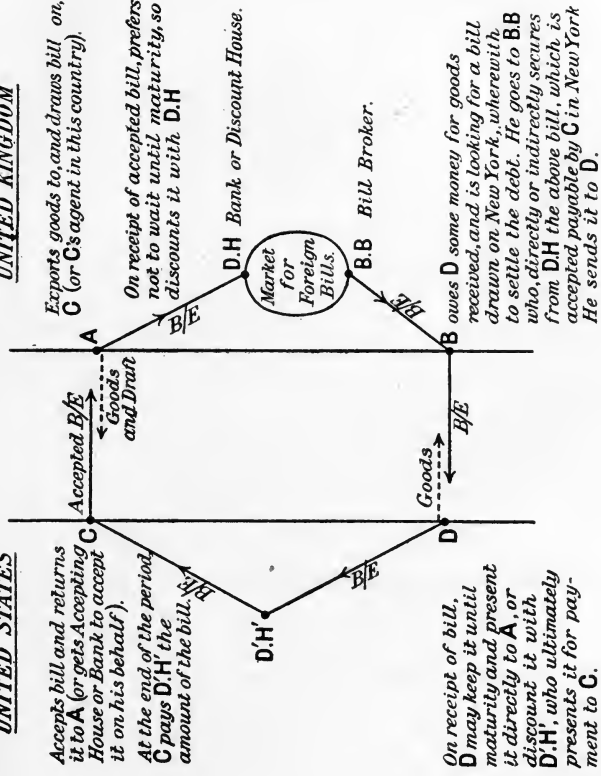 UNITED STATES
Accepts bill and returns
it to A (or gets Accepting
House or Bank to accept
it on his behalf).
At the end of the period,
C pays D.H' the
amount of the bill.
C
Accepted B/E
Goods
and Draft
A
B/E
D.H'
B/E
D
Goods
B/E
B
On receipt of bill,
D may keep it until
maturity and present
it directly to A, or
discount it with
D.H', who ultimately
presents it for pay-
ment to C.
UNITED KINGDOM
Exports goods to, and draws bill on,
C (or C's agent in this country).
On receipt of accepted bill, prefers
not to wait until maturity, so
discounts it with D.H
B/E
D.H Bank or Discount House.
Market
for
Foreign
Bills.
B.B Bill Broker.
B/E
owes D some money for goods
received, and is looking for a bill
drawn on New York, wherewith
to settle the debt. He goes to B.B
who, directly or indirectly secures
from D.H the above bill, which is
accepted payable by C in New York
He sends it to D.